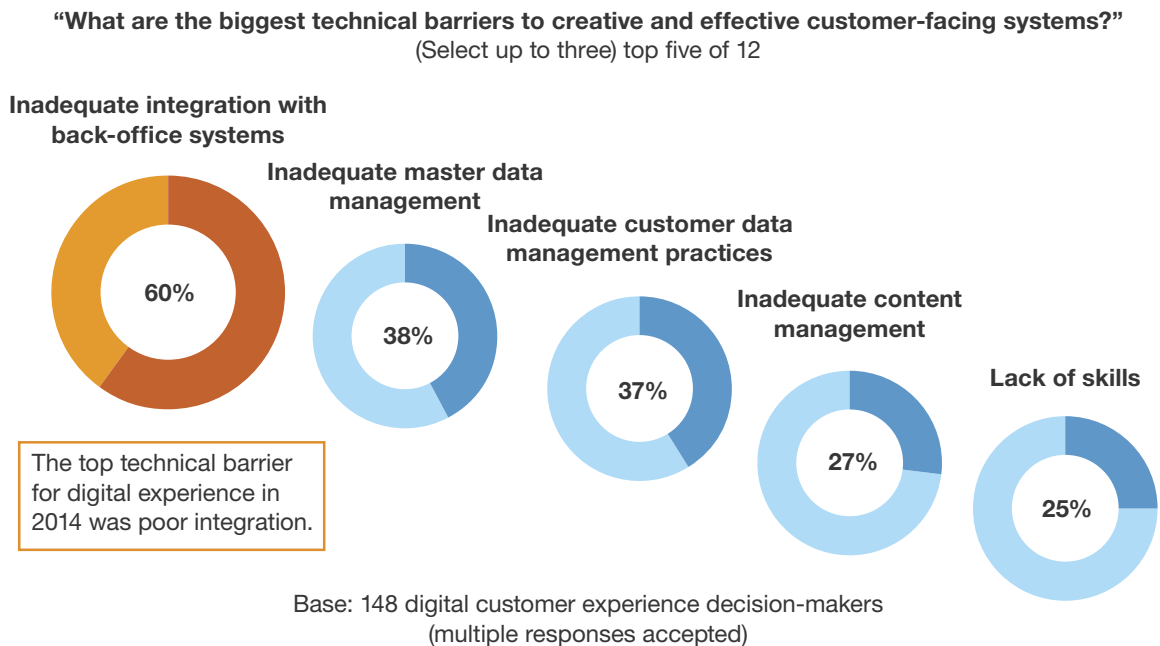 “What are the biggest technical barriers to creative and effective customer-facing systems?”
(Select up to three) top five of 12
Inadequate integration with
back-office systems
60%
Inadequate master data
management
38%
Inadequate customer data
management practices
37%
Inadequate content
management
27%
Lack of skills
25%
The top technical barrier
for digital experience in
2014 was poor integration.
Base: 148 digital customer experience decision-makers
(multiple responses accepted)